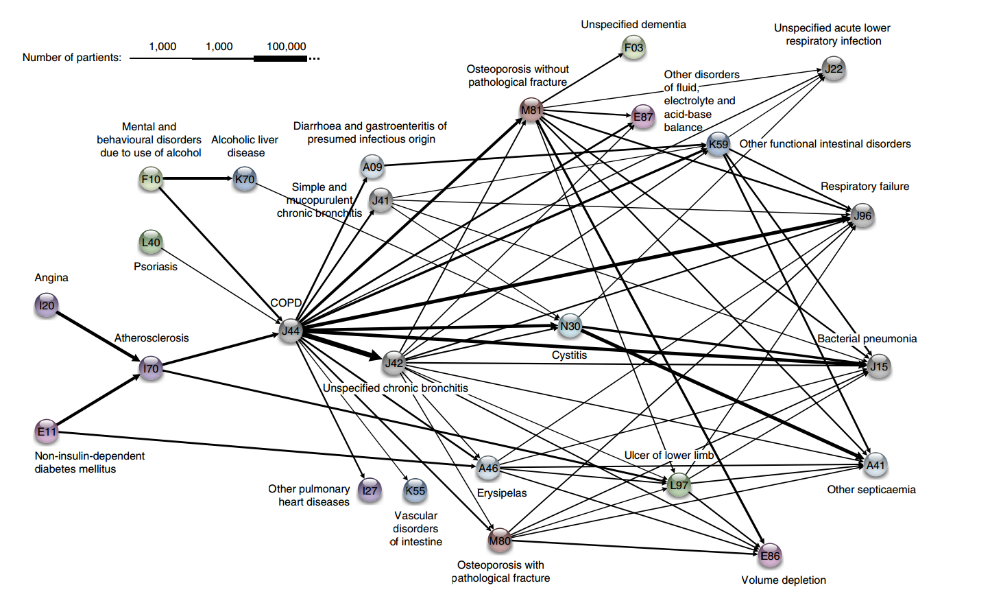 Unspecified dementia
F03
Unspecified acute lower
respiratory infection
J22
Number of partients:
1,000
1,000
100,000
Osteoporosis without
pathological fracture
M81
Other disorders
of fluid,
electrolyte and
acid-base
balance
E87
Mental and
behavioural disorders
due to use of alcohol
F10
Alcoholic liver
disease
K70
Diarrhoea and gastroenteritis of
presumed infectious origin
A09
K59
Other functional intestinal disorders
Simple and
mucopurulent
chronic bronchitis
J41
Respiratory failure
J96
L40
Psoriasis
Angina
I20
COPD
J44
Atherosclerosis
I70
N30
Cystitis
Bacterial pneumonia
J15
J42
Unspecified chronic bronchitis
E11
Non-insulin-dependent
diabetes mellitus
A46
Erysipelas
Ulcer of lower limb
L97
A41
Other septicaemia
Other pulmonary
heart diseases
I27
K55
Vascular
disorders
of intestine
M80
Osteoporosis with
pathological fracture
E86
Volume depletion